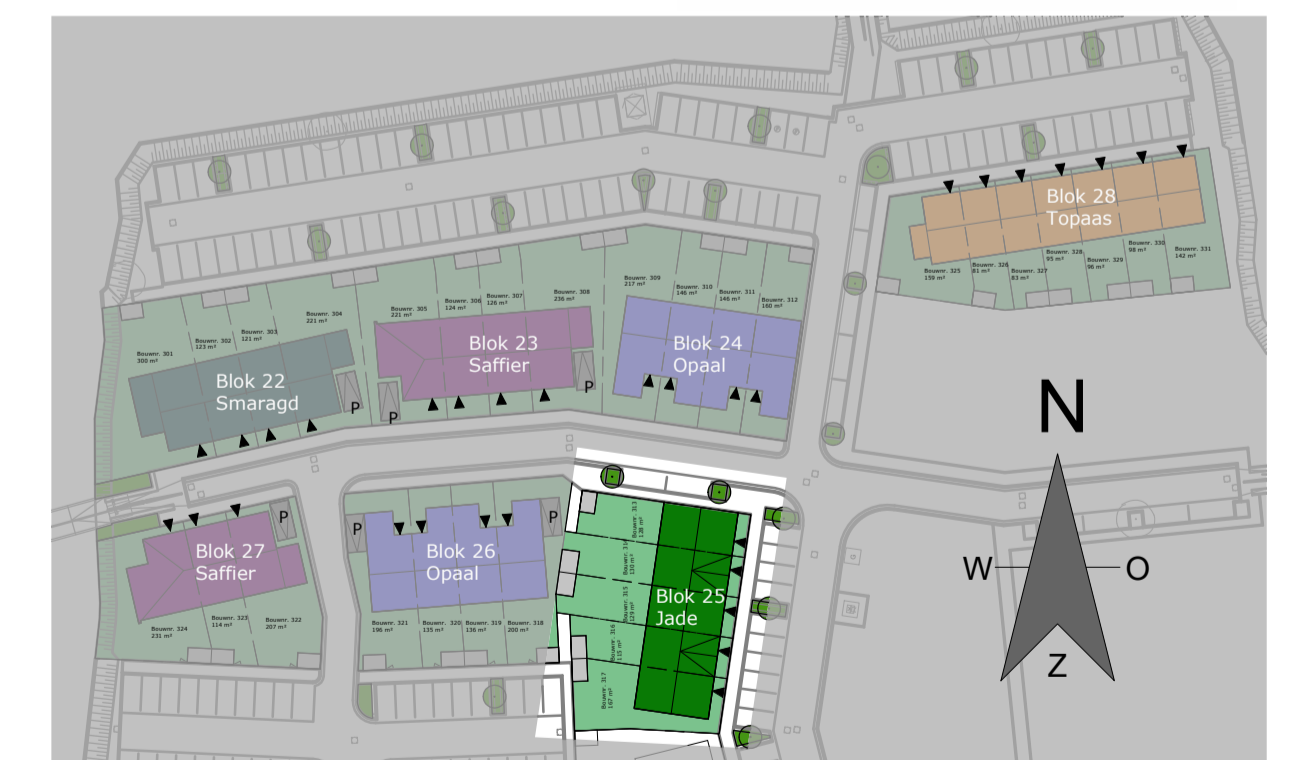 Blok 28
Topaas
Bouwnr. 325
159 m²
Bouwnr. 326
81 m²
Bouwnr. 327
83 m²
Bouwnr. 328
95 m²
Bouwnr. 329
96 m²
Bouwnr. 330
98 m²
Bouwnr. 331
142 m²
Bouwnr. 301
300 m²
Bouwnr. 302
123 m²
Bouwnr. 303
121 m²
Bouwnr. 304
221 m²
Blok 22
Smaragd
P
Bouwnr. 305
221 m²
Bouwnr. 306
124 m²
Bouwnr. 307
126 m²
Bouwnr. 308
236 m²
Blok 23
Saffier
P
P
Bouwnr. 309
217 m²
Bouwnr. 310
146 m²
Bouwnr. 311
146 m²
Bouwnr. 312
160 m²
Blok 24
Opaal
N
W
O
Z
Blok 27
Saffier
P
Bouwnr. 324
231 m²
Bouwnr. 323
114 m²
Bouwnr. 322
207 m²
P
Blok 26
Opaal
P
Bouwnr. 321
196 m²
Bouwnr. 320
135 m²
Bouwnr. 319
136 m²
Bouwnr. 318
200 m²
Bouwnr. 313
128 m²
Bouwnr. 314
130 m²
Bouwnr. 315
129 m²
Bouwnr. 316
115 m²
Bouwnr. 317
167 m²
Blok 25
Jade